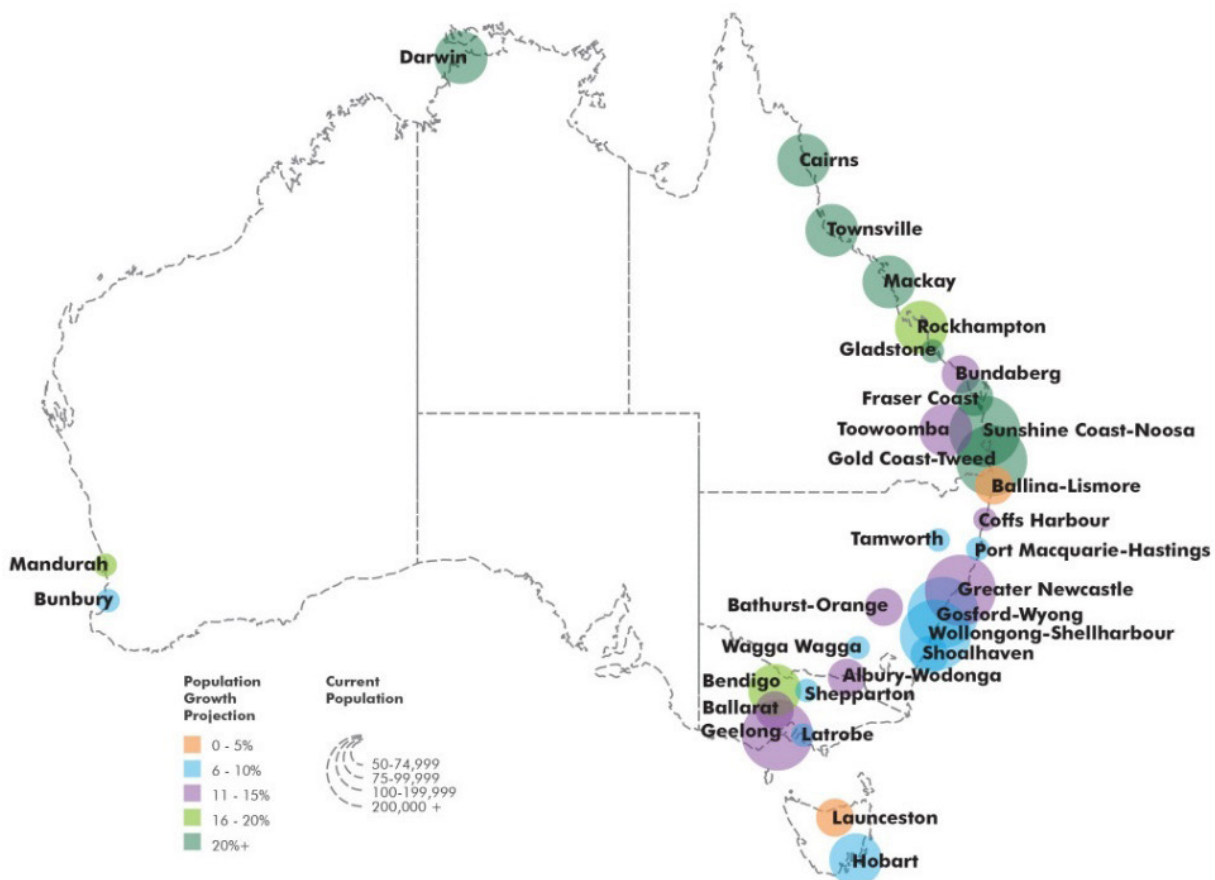 Darwin
Cairns
Townsville
Mackay
Rockhampton
Gladstone
Bundaberg
Fraser Coast
Toowoomba
Sunshine Coast-Noosa
Gold Coast-Tweed
Ballina-Lismore
Coffs Harbour
Tamworth
Port Macquarie-Hastings
Mandurah
Bunbury
Greater Newcastle
Bathurst-Orange
Gosford-Wyong
Wollongong-Shellharbour
Wagga Wagga
Shoalhaven
Albury-Wodonga
Bendigo
Shepparton
Ballarat
Geelong
Latrobe
Launceston
Hobart
Population
Growth
Projection
0 - 5%
6 - 10%
11 - 15%
16 - 20%
20%+
Current
Population
50-74,999
75-99,999
100-199,999
200,000 +